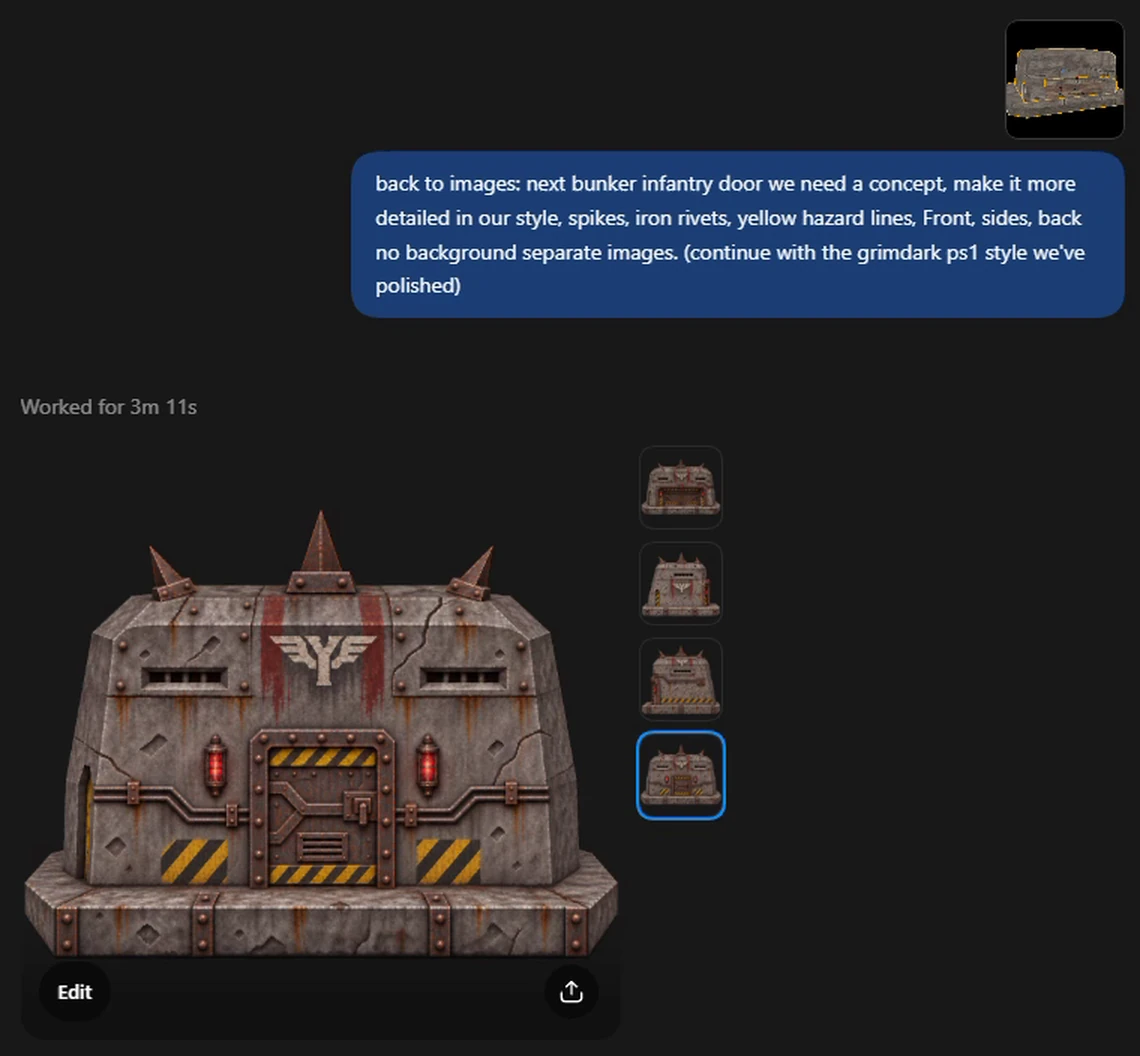 back to images: next bunker infantry door we need a concept, make it more
detailed in our style, spikes, iron rivets, yellow hazard lines, Front, sides, back
no background separate images. (continue with the grimdark ps1 style we've
polished)
Worked for 3m 11s
Edit